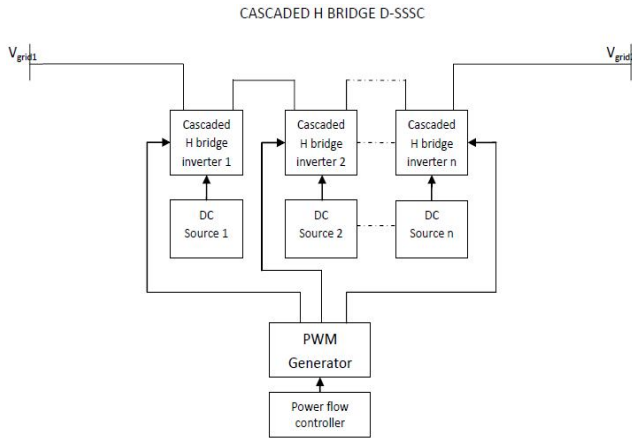 CASCADED H BRIDGE D-SSSC
Vgrid1
Vgrid2
Cascaded
H bridge
inverter 1
Cascaded
H bridge
inverter 2
Cascaded
H bridge
inverter n
DC
Source 1
DC
Source 2
DC
Source n
PWM
Generator
Power flow
controller